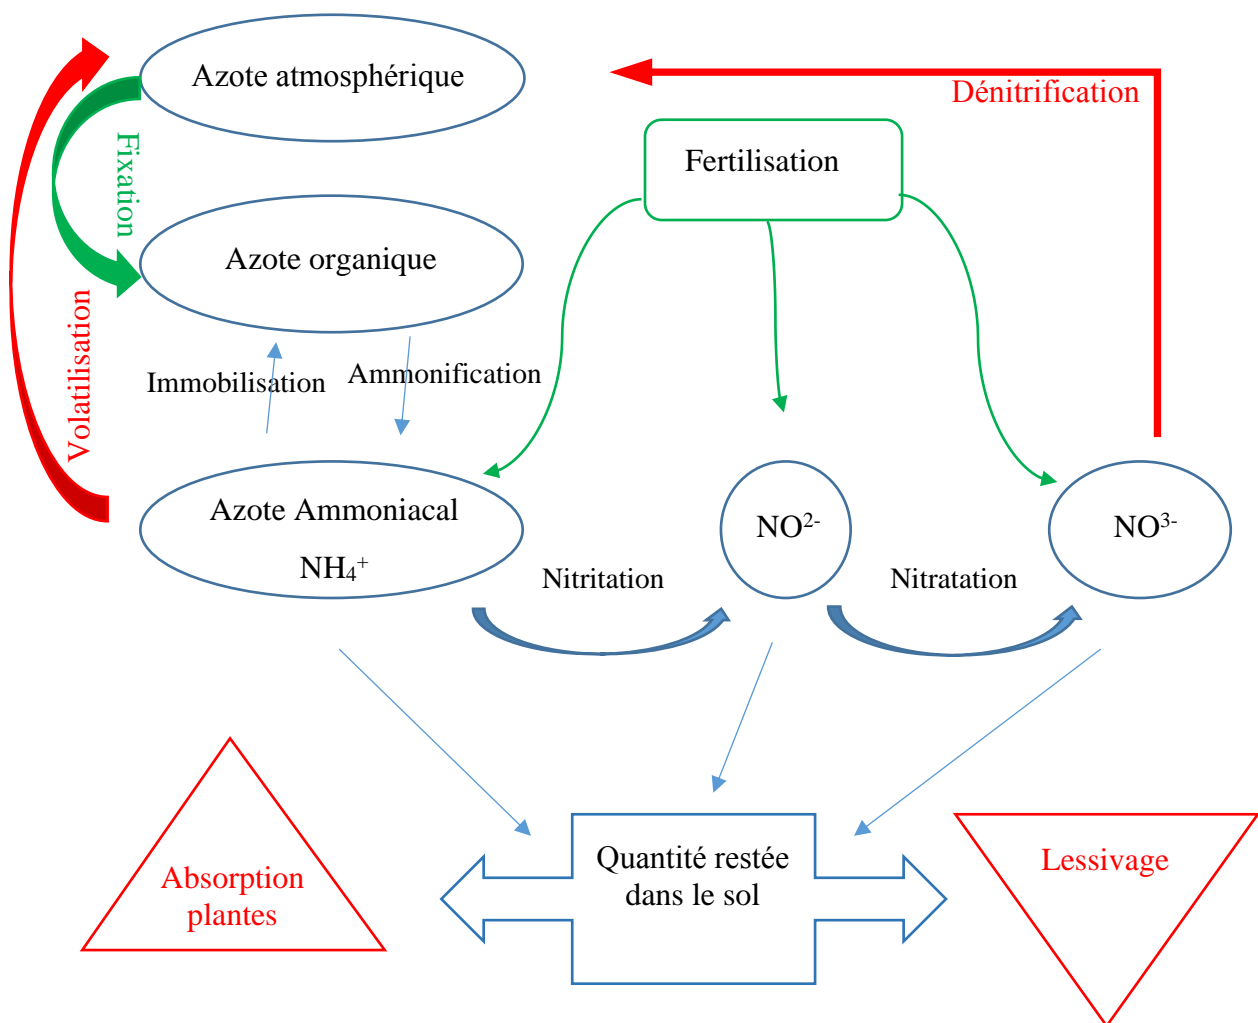 Azote atmosphérique
Dénitrification
Fertilisation
Fixation
Azote organique
Volatilisation
Immobilisation
Ammonification
Azote Ammoniacal
NH₄⁺
NO²⁻
NO³⁻
Nitritation
Nitratation
Absorption
plantes
Quantité restée
dans le sol
Lessivage